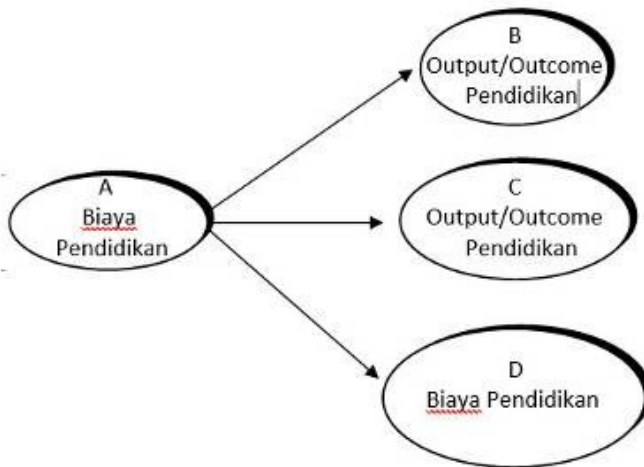 A
Biaya
Pendidikan
B
Output/Outcome
Pendidikan
C
Output/Outcome
Pendidikan
D
Biaya Pendidikan